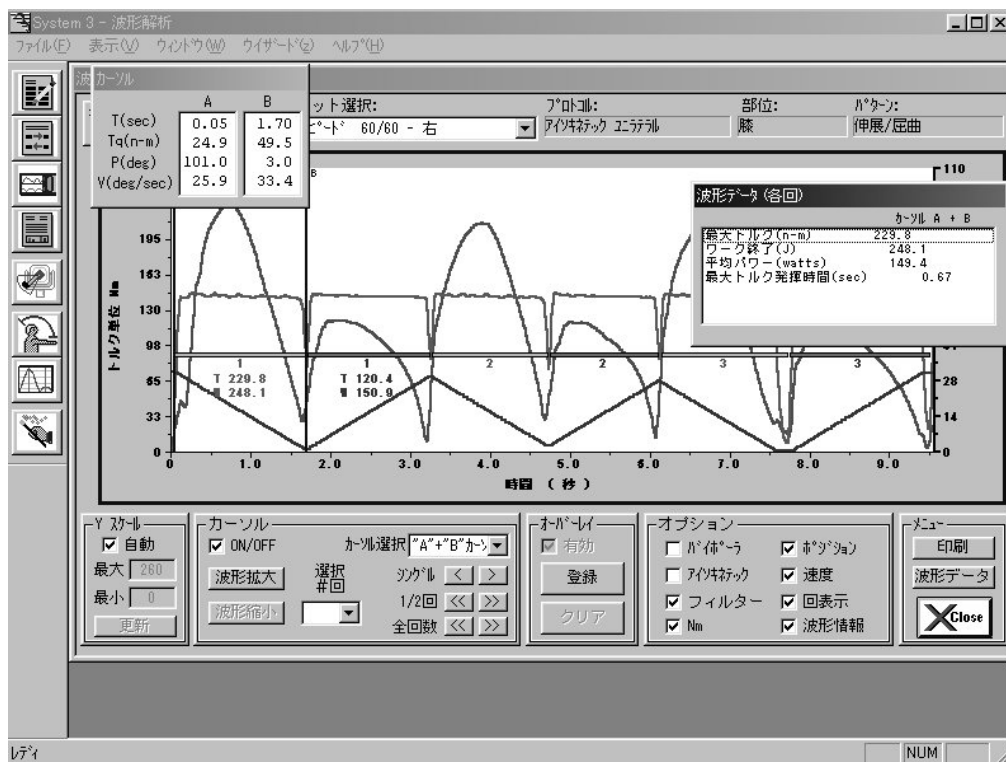 System 3 - 波形解析
ファイル(F) 表示(V) ウィンドウ(W) ウイザード(z) ヘルプ(H)
波
カーソル
A B
T(sec) 0.05 1.70
Tq(n-m) 24.9 49.5
P(deg) 101.0 3.0
V(deg/sec) 25.9 33.4
ット選択: プロトコル: 部位: パターン:
ピード 60/60 - 右 アイソキネテック ユニラテラル 膝 伸展/屈曲
B
110
波形データ(各回)
カーソル A + B
最大トルク(n-m) 229.8
ワーク終了(J) 248.1
平均パワー(watts) 149.4
最大トルク発揮時間(sec) 0.67
トルク単位 Nm
195
163
130
98
65
33
0
28
14
0
1 1 2 2 3 3
T 229.8 T 120.4
W 248.1 W 150.9
0 1.0 2.0 3.0 4.0 5.0 6.0 7.0 8.0 9.0
時間 ( 秒 )
Y スケール
自動
最大 260
最小 0
更新
カーソル
ON/OFF カーソル選択 "A"+"B"カーソ
波形拡大 選択#回 シングル < >
波形縮小 1/2回 << >>
全回数 << >>
オーバーレイ
有効
登録
クリア
オプション
バイポーラ ポジション
アイソキネテック 速度
フィルター 回表示
Nm 波形情報
メニュー
印刷
波形データ
Close
レディ NUM